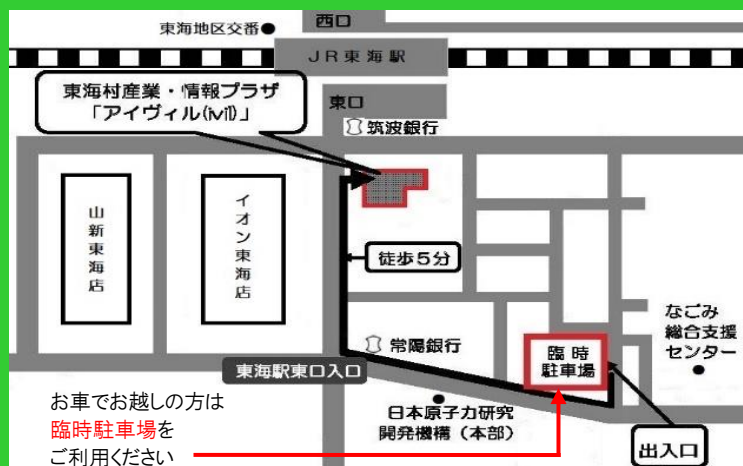 東海地区交番
西口
JR東海駅
東海村産業・情報プラザ
「アイヴィル(ivil)」
東口
筑波銀行
山新東海店
イオン東海店
徒歩5分
常陽銀行
臨時
駐車場
なごみ
総合支援
センター
東海駅東口入口
日本原子力研究
開発機構(本部)
出入口
お車でお越しの方は
臨時駐車場を
ご利用ください